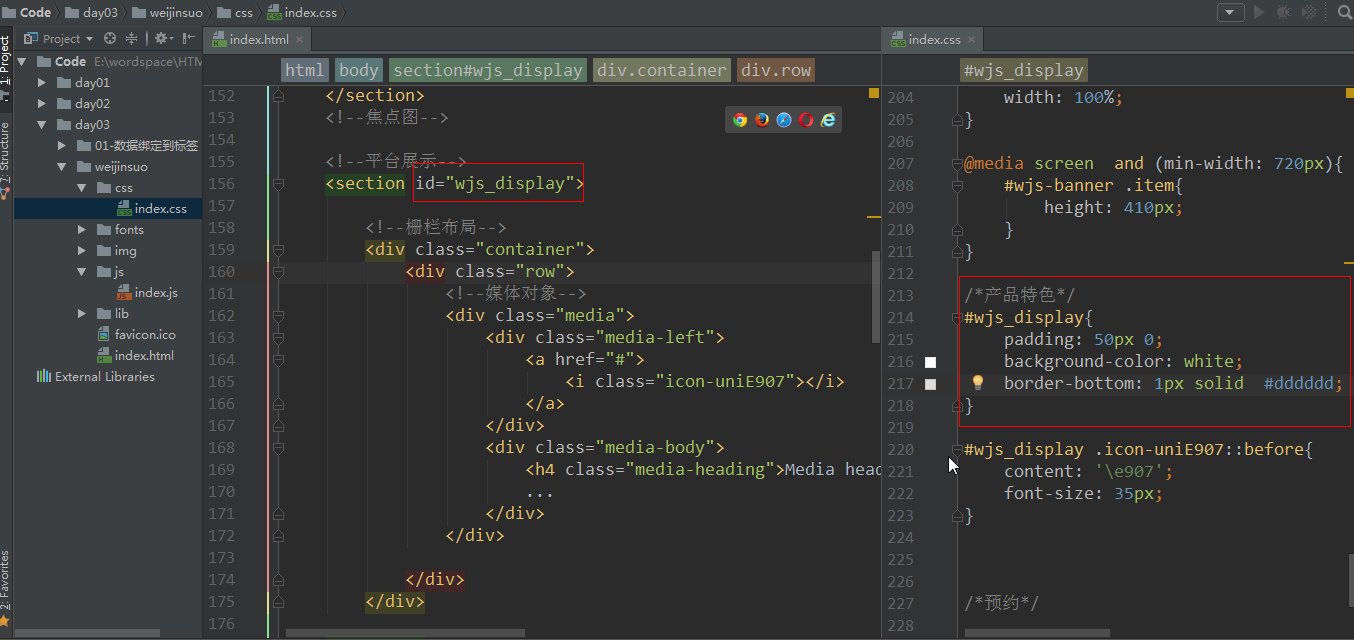 Code day03 weijinsuo css index.css
Project
index.html
index.css
1: Project
7: Structure
2: Favorites
Code E:\wordspace\HTM
day01
day02
day03
01-数据绑定到标签
weijinsuo
css
index.css
fonts
img
js
index.js
lib
favicon.ico
index.html
External Libraries
html body section#wjs_display div.container div.row
152 </section>
153 <!--焦点图-->
154
155 <!--平台展示-->
156 <section id="wjs_display">
157
158 <!--栅栏布局-->
159 <div class="container">
160 <div class="row">
161 <!--媒体对象-->
162 <div class="media">
163 <div class="media-left">
164 <a href="#">
165 <i class="icon-uniE907"></i>
166 </a>
167 </div>
168 <div class="media-body">
169 <h4 class="media-heading">Media head
170 ...
171 </div>
172 </div>
173
174 </div>
175 </div>
176
#wjs_display
204 width: 100%;
205 }
206
207 @media screen  and (min-width: 720px){
208 #wjs-banner .item{
209 height: 410px;
210 }
211 }
212
213 /*产品特色*/
214 #wjs_display{
215 padding: 50px 0;
216 background-color: white;
217 border-bottom: 1px solid  #dddddd;
218 }
219
220 #wjs_display .icon-uniE907::before{
221 content: '\e907';
222 font-size: 35px;
223 }
224
225
226
227 /*预约*/
228